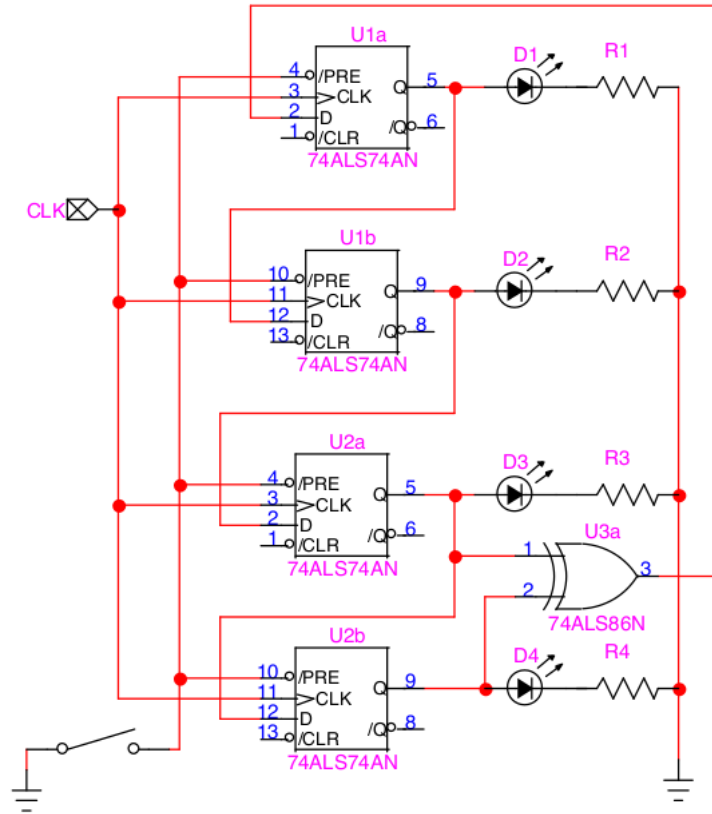 U1a
4 /PRE
3 CLK
2 D
1 /CLR
Q 5
/Q 6
74ALS74AN
D1
R1
CLK
U1b
10 /PRE
11 CLK
12 D
13 /CLR
Q 9
/Q 8
74ALS74AN
D2
R2
U2a
4 /PRE
3 CLK
2 D
1 /CLR
Q 5
/Q 6
74ALS74AN
D3
R3
U3a
1
2
3
74ALS86N
U2b
10 /PRE
11 CLK
12 D
13 /CLR
Q 9
/Q 8
74ALS74AN
D4
R4